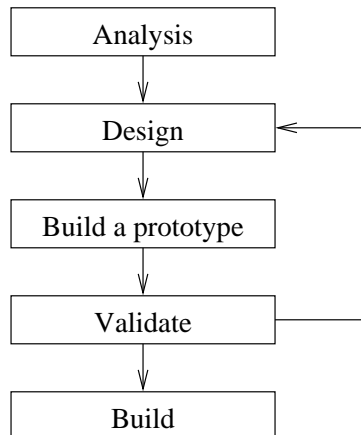 Analysis
Design
Build a prototype
Validate
Build